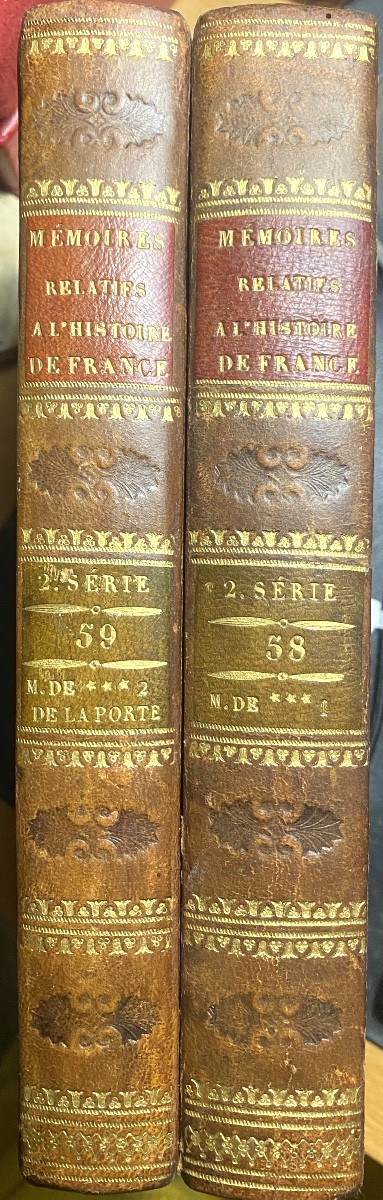 MÉMOIRES
RELATIFS
A L'HISTOIRE
DE FRANCE
2. SÉRIE
59
M. DE *** 2
DE LA PORTE
MÉMOIRES
RELATIFS
A L'HISTOIRE
DE FRANCE
2. SÉRIE
58
M. DE *** 1